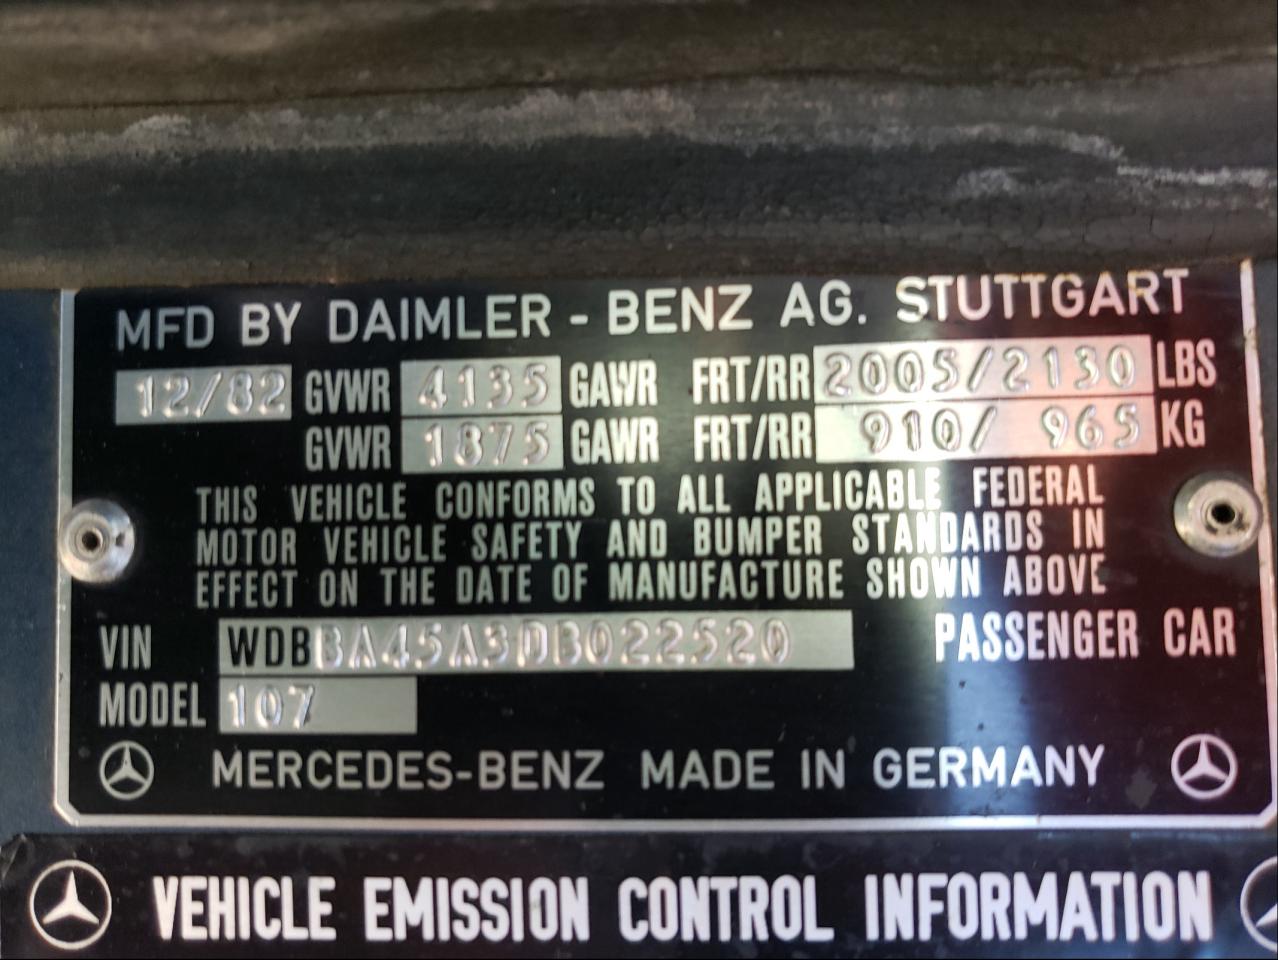 MFD BY DAIMLER - BENZ AG. STUTTGART
12/82 GVWR 4135 GAWR FRT/RR 2005/2130 LBS
GVWR 1875 GAWR FRT/RR 910/ 965 KG
THIS VEHICLE CONFORMS TO ALL APPLICABLE FEDERAL
MOTOR VEHICLE SAFETY AND BUMPER STANDARDS IN
EFFECT ON THE DATE OF MANUFACTURE SHOWN ABOVE
VIN WDBBA45A3DB022520 PASSENGER CAR
MODEL 107
MERCEDES-BENZ MADE IN GERMANY
VEHICLE EMISSION CONTROL INFORMATION